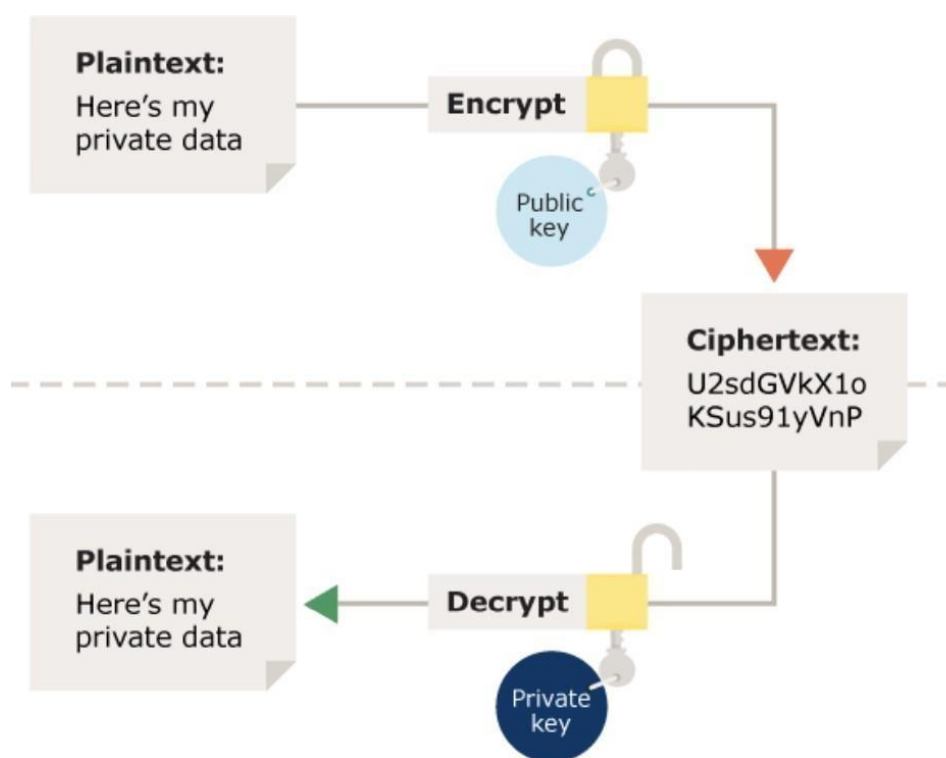 Plaintext:
Here's my
private data
Encrypt
Public
key
Ciphertext:
U2sdGVkX1o
KSus91yVnP
Plaintext:
Here's my
private data
Decrypt
Private
key